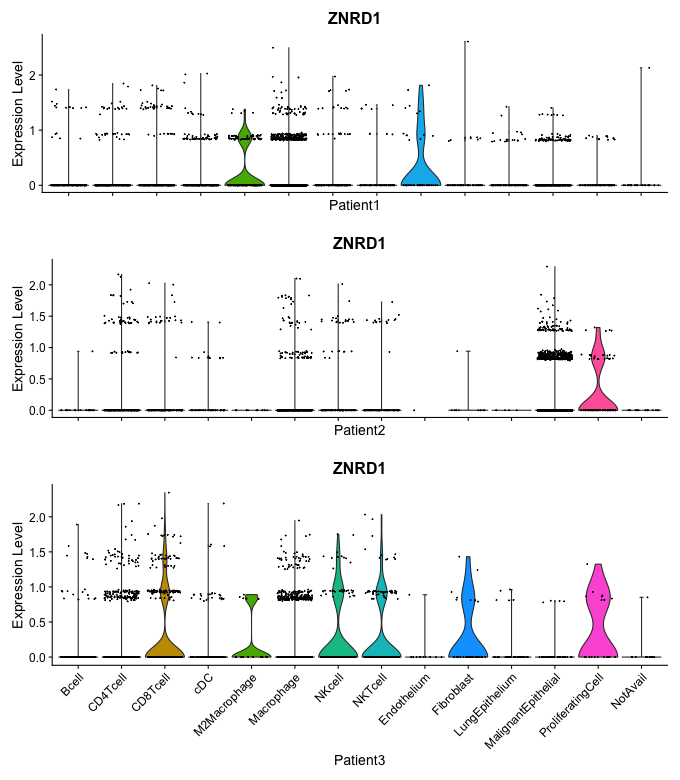 ZNRD1
Expression Level
2
1
0
Patient1
ZNRD1
Expression Level
2.0
1.5
1.0
0.5
0.0
Patient2
ZNRD1
Expression Level
2.0
1.5
1.0
0.5
0.0
Bcell
CD4Tcell
CD8Tcell
cDC
M2Macrophage
Macrophage
NKcell
NKTcell
Endothelium
Fibroblast
LungEpithelium
MalignantEpithelial
ProliferatingCell
NotAvail
Patient3